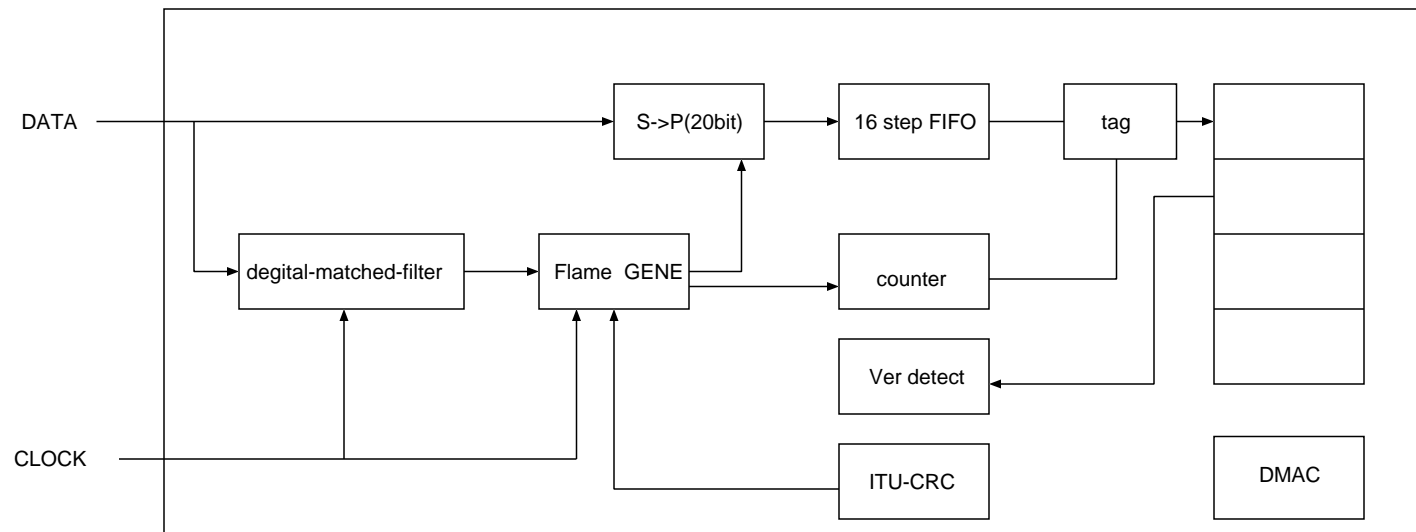 DATA
S->P(20bit)
16 step FIFO
tag
degital-matched-filter
Flame GENE
counter
Ver detect
CLOCK
ITU-CRC
DMAC